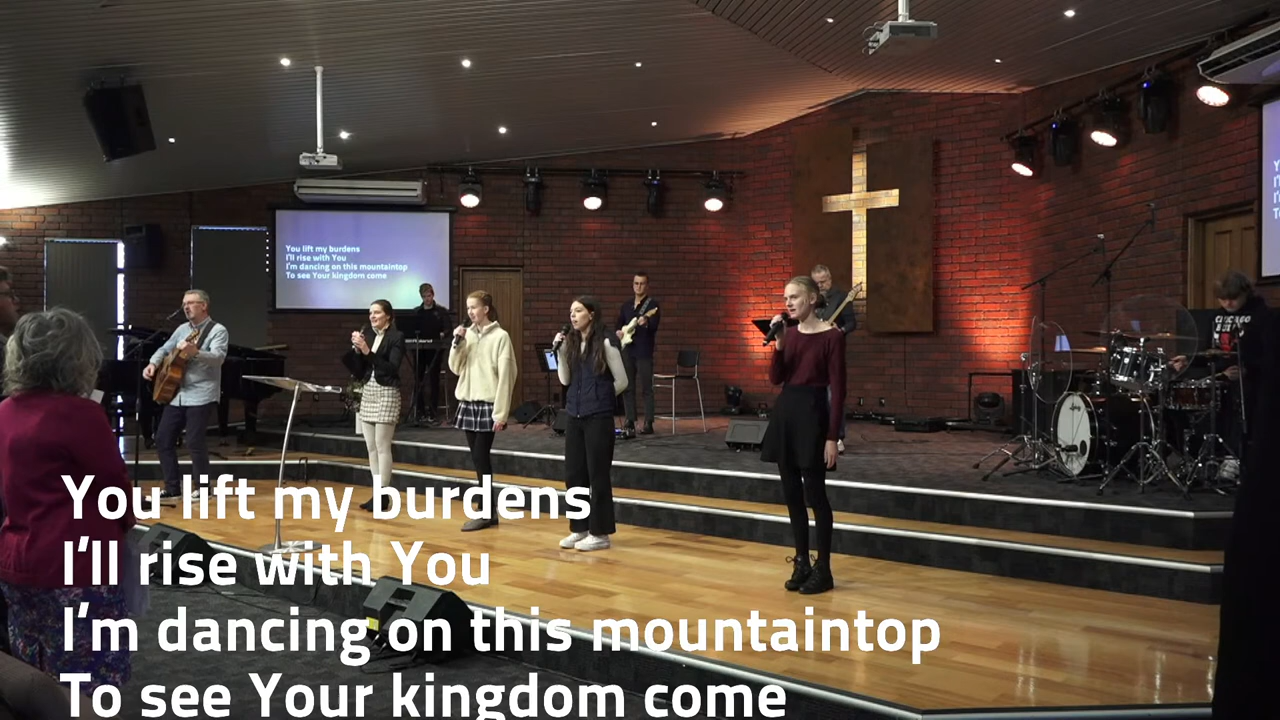 You lift my burdens
I'll rise with You
I'm dancing on this mountaintop
To see Your kingdom come
You lift my burdens
I'll rise with You
I'm dancing on this mountaintop
To see Your kingdom come